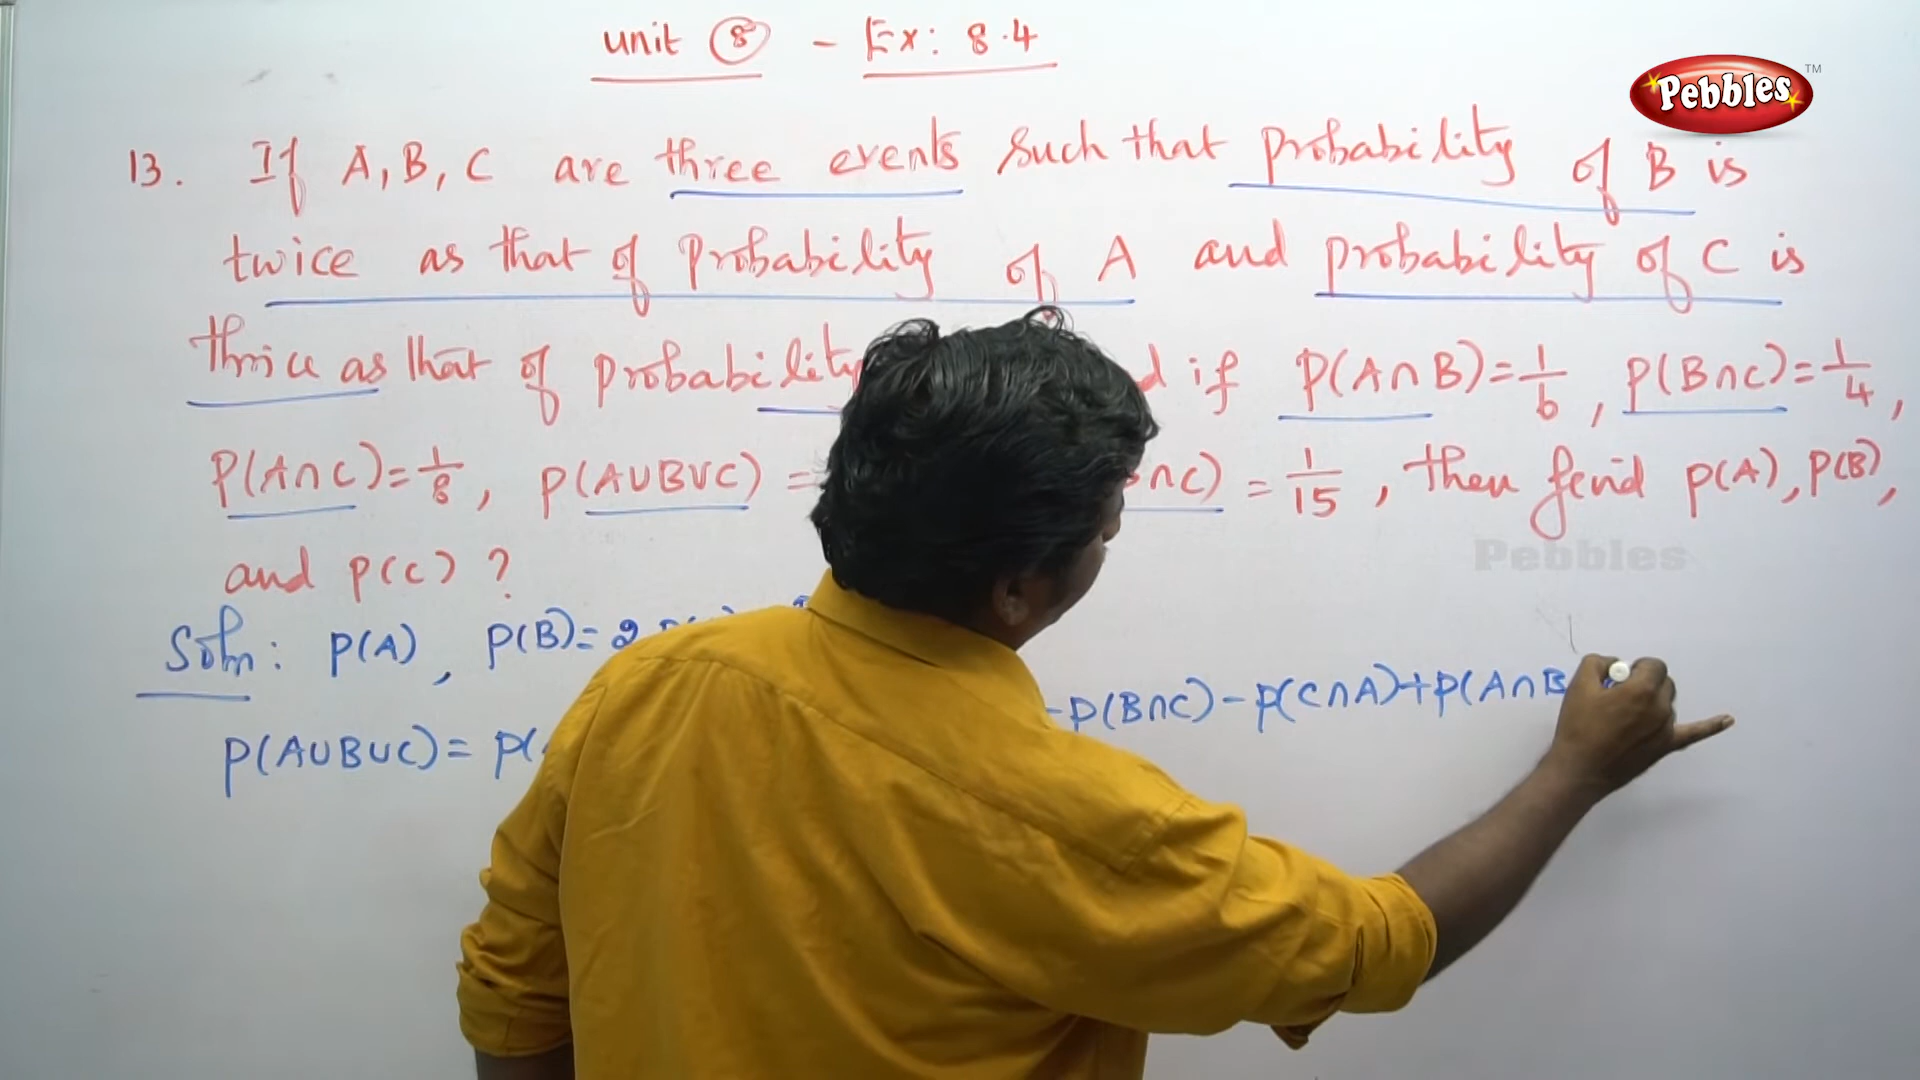 unit 8 - Ex: 8.4
Pebbles TM
13. If A, B, C are three events such that probability of B is
twice as that of probability of A and probability of C is
thrice as that of probability if P(A∩B)=1/6, P(B∩C)=1/4,
P(A∩C)=1/8, P(A∪B∪C) = ∩C) = 1/15, then find P(A), P(B),
Pebbles
and P(C) ?
Soln: P(A), P(B)=2
P(A∪B∪C)= P( -P(B∩C)-P(C∩A)+P(A∩B